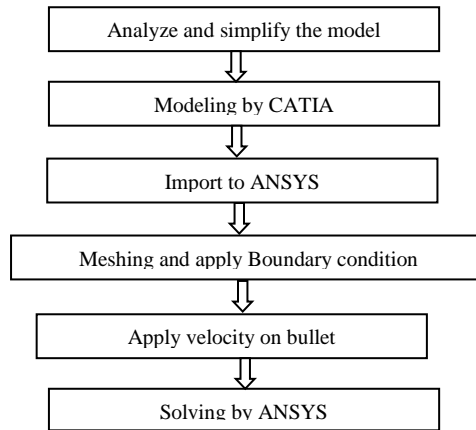 Analyze and simplify the model
Modeling by CATIA
Import to ANSYS
Meshing and apply Boundary condition
Apply velocity on bullet
Solving by ANSYS